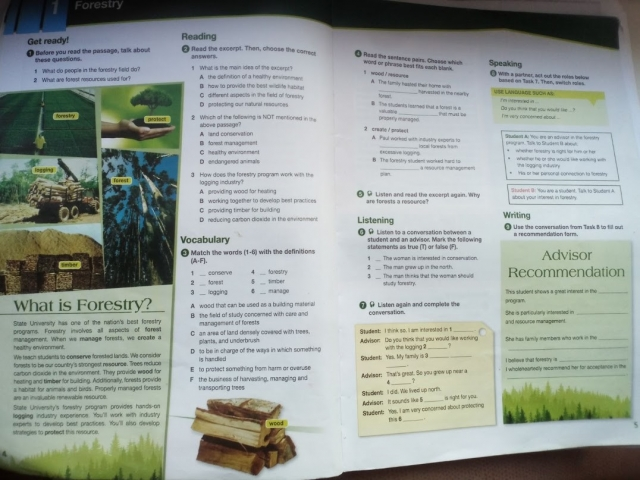 1 Forestry
Get ready!
1 Before you read the passage, talk about
these questions.
1 What do people in the forestry field do?
2 What are forest resources used for?
forestry
protect
logging
forest
timber
What is Forestry?
State University has one of the nation's best forestry
programs. Forestry involves all aspects of forest
management. When we manage forests, we create a
healthy environment.
We teach students to conserve forested lands. We consider
forests to be our country's strongest resource. Trees reduce
carbon dioxide in the environment. They provide wood for
heating and timber for building. Additionally, forests provide
a habitat for animals and birds. Properly managed forests
are an invaluable renewable resource.
State University's forestry program provides hands-on
logging industry experience. You'll work with industry
experts to develop best practices. You'll also develop
strategies to protect this resource.
Reading
2 Read the excerpt. Then, choose the correct
answers.
1 What is the main idea of the excerpt?
A the definition of a healthy environment
B how to provide the best wildlife habitat
C different aspects in the field of forestry
D protecting our natural resources
2 Which of the following is NOT mentioned in the
above passage?
A land conservation
B forest management
C healthy environment
D endangered animals
3 How does the forestry program work with the
logging industry?
A providing wood for heating
B working together to develop best practices
C providing timber for building
D reducing carbon dioxide in the environment
Vocabulary
3 Match the words (1-6) with the definitions
(A-F).
1 __ conserve 4 __ forestry
2 __ forest 5 __ timber
3 __ logging 6 __ manage
A wood that can be used as a building material
B the field of study concerned with care and
management of forests
C an area of land densely covered with trees,
plants, and underbrush
D to be in charge of the ways in which something
is handled
E to protect something from harm or overuse
F the business of harvesting, managing and
transporting trees
wood
4 Read the sentence pairs. Choose which
word or phrase best fits each blank.
1 wood / resource
A The family heated their home with
harvested in the nearby
forest.
B The students learned that a forest is a
valuable that must be
properly managed.
2 create / protect
A Paul worked with industry experts to
local forests from
excessive logging.
B The forestry student worked hard to
a resource management
plan.
5 Listen and read the excerpt again. Why
are forests a resource?
Listening
6 Listen to a conversation between a
student and an advisor. Mark the following
statements as true (T) or false (F).
1 __ The woman is interested in conservation.
2 __ The man grew up in the north.
3 __ The man thinks that the woman should
study forestry.
7 Listen again and complete the
conversation.
Student: I think so. I am interested in 1
Advisor: Do you think that you would like working
with the logging 2 ?
Student: Yes. My family is 3
Advisor: That's great. So you grew up near a
4 ?
Student: I did. We lived up north.
Advisor: It sounds like 5 is right for you.
Student: Yes, I am very concerned about protecting
this 6
Speaking
8 With a partner, act out the roles below
based on Task 7. Then, switch roles.
USE LANGUAGE SUCH AS:
I'm interested in ...
Do you think that you would like ... ?
I'm very concerned about...
Student A: You are an advisor in the forestry
program. Talk to Student B about:
• whether forestry is right for him or her
• whether he or she would like working
with the logging industry
• his or her personal connection to forestry
Student B: You are a student. Talk to Student A
about your interest in forestry.
Writing
9 Use the conversation from Task 8 to fill out
a recommendation form.
Advisor
Recommendation
This student shows a great interest in the
program.
She is particularly interested in
and resource management.
She has family members who work in the
I believe that forestry is
I wholeheartedly recommend her for acceptance in the
5